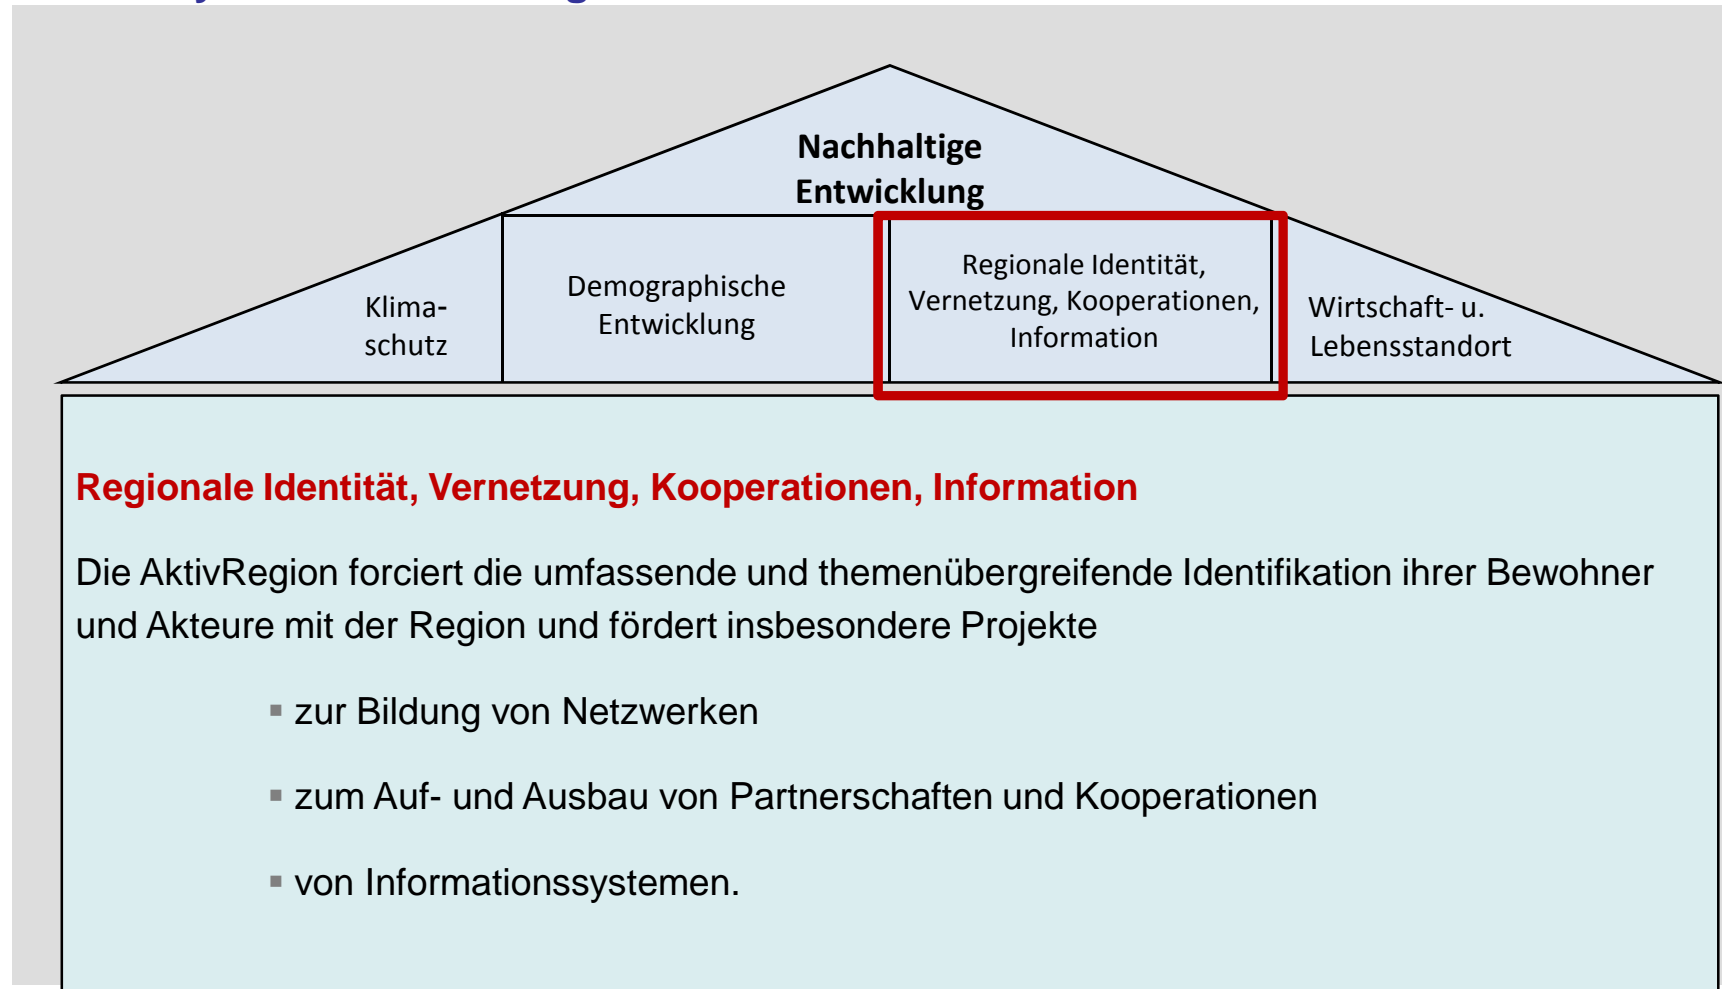 Nachhaltige
Entwicklung
Klima-
schutz
Demographische
Entwicklung
Regionale Identität,
Vernetzung, Kooperationen,
Information
Wirtschaft- u.
Lebensstandort
Regionale Identität, Vernetzung, Kooperationen, Information
Die AktivRegion forciert die umfassende und themenübergreifende Identifikation ihrer Bewohner
und Akteure mit der Region und fördert insbesondere Projekte
▪ zur Bildung von Netzwerken
▪ zum Auf- und Ausbau von Partnerschaften und Kooperationen
▪ von Informationssystemen.